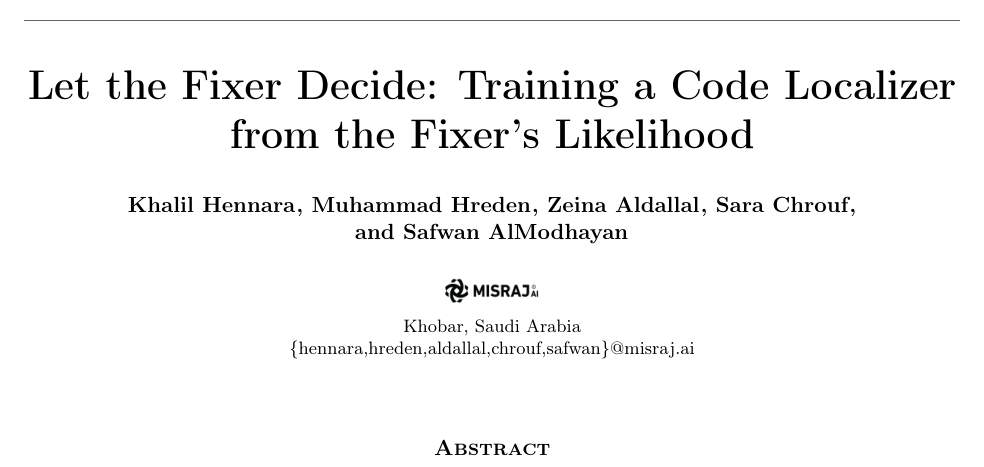 Let the Fixer Decide: Training a Code Localizer
from the Fixer's Likelihood
Khalil Hennara, Muhammad Hreden, Zeina Aldallal, Sara Chrouf,
and Safwan AlModhayan
MISRAJ AI
Khobar, Saudi Arabia
{hennara,hreden,aldallal,chrouf,safwan}@misraj.ai
ABSTRACT